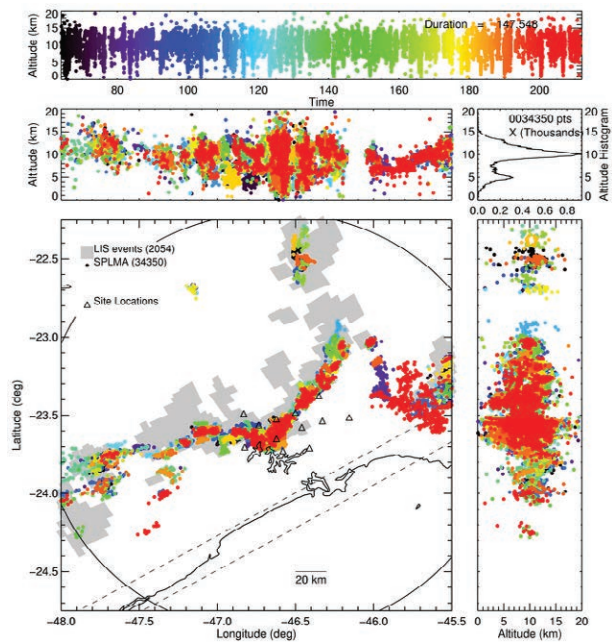 Duration = 147.548
Altitude (km)
20
15
10
5
0
80 100 120 140 160 180 200
Time
Altitude (km)
20
15
10
5
0
0034350 pts
X (Thousands
20
15
10
5
0
Altitude Histogram
0.0 0.2 0.4 0.6 0.8
LIS events (2054)
SPLMA (34350)
Site Locations
Latitude (deg)
-22.5
-23.0
-23.5
-24.0
-24.5
20 km
-48.0 -47.5 -47.0 -46.5 -46.0 -45.5
Longitude (deg)
0 5 10 15 20
Altitude (km)